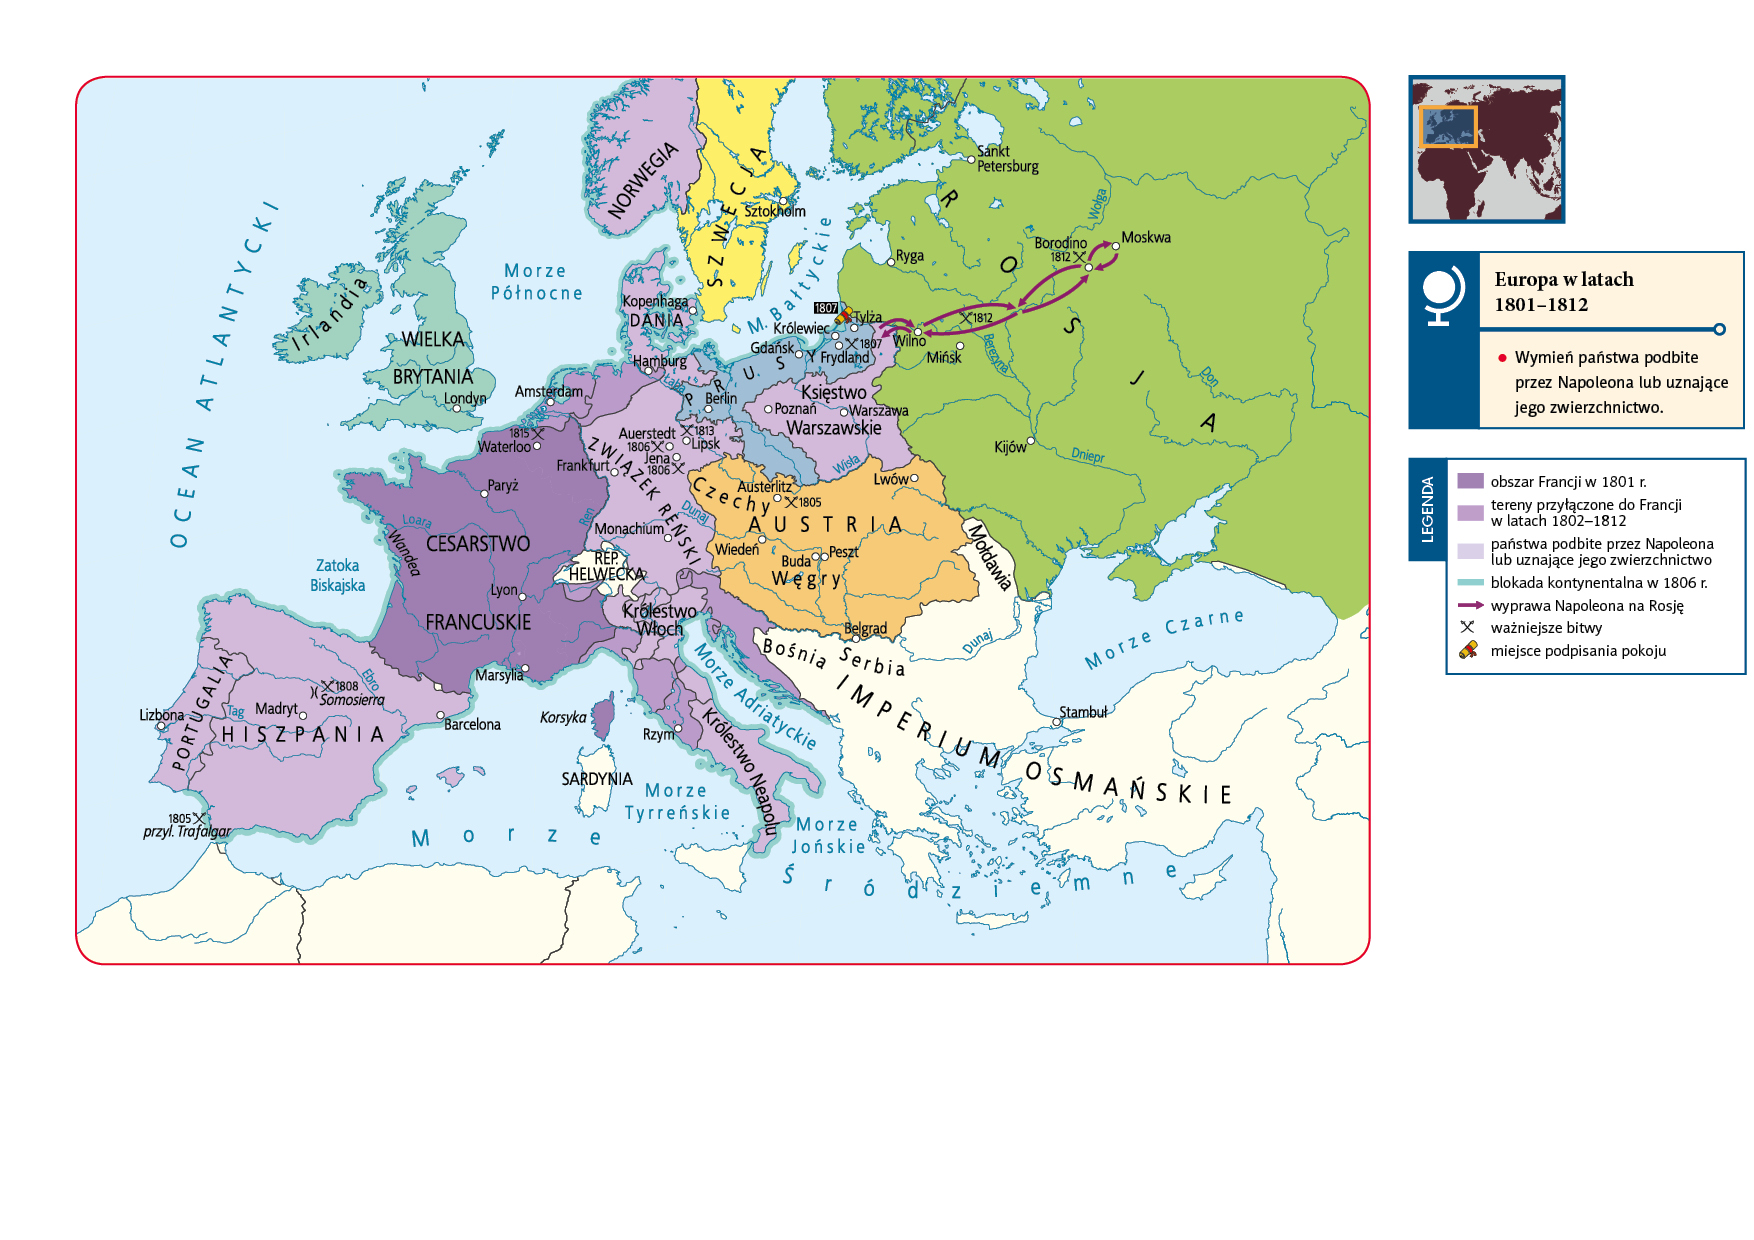 OCEAN ATLANTYCKI
Morze
Północne
NORWEGIA
SZWECJA
Sztokholm
M. Bałtyckie
Sankt
Petersburg
ROSJA
Wołga
Borodino
1812
Moskwa
Ryga
Irlandia
WIELKA
BRYTANIA
Londyn
Kopenhaga
DANIA
Hamburg
Łaba
Amsterdam
1807
Tylża
Królewiec
1807
Gdańsk
Frydland
PRUSY
Berlin
Wilno
1812
Mińsk
Berezyna
Don
Księstwo
Poznań
Warszawa
Warszawskie
Wisła
Kijów
Dniepr
1815
Waterloo
Auerstedt
1813
1806
Lipsk
Jena
1806
Frankfurt
ZWIĄZEK REŃSKI
Ren
Paryż
Loara
Wandea
CESARSTWO
FRANCUSKIE
Lyon
Marsylia
Zatoka
Biskajska
Monachium
Dunaj
REP.
HELWECKA
Czechy
Austerlitz
1805
Lwów
AUSTRIA
Wiedeń
Buda
Peszt
Węgry
Mołdawia
Królestwo
Włoch
Belgrad
Bośnia
Serbia
Dunaj
Morze Czarne
Morze Adriatyckie
IMPERIUM OSMAŃSKIE
Stambuł
PORTUGALIA
Lizbona
Tag
Madryt
1808
Somosierra
Ebro
HISZPANIA
Barcelona
Korsyka
Rzym
Królestwo Neapolu
SARDYNIA
Morze
Tyrreńskie
Morze
Jońskie
1805
przyl. Trafalgar
Morze
Śródziemne
Europa w latach
1801–1812
• Wymień państwa podbite
przez Napoleona lub uznające
jego zwierzchnictwo.
LEGENDA
obszar Francji w 1801 r.
tereny przyłączone do Francji
w latach 1802–1812
państwa podbite przez Napoleona
lub uznające jego zwierzchnictwo
blokada kontynentalna w 1806 r.
wyprawa Napoleona na Rosję
ważniejsze bitwy
miejsce podpisania pokoju